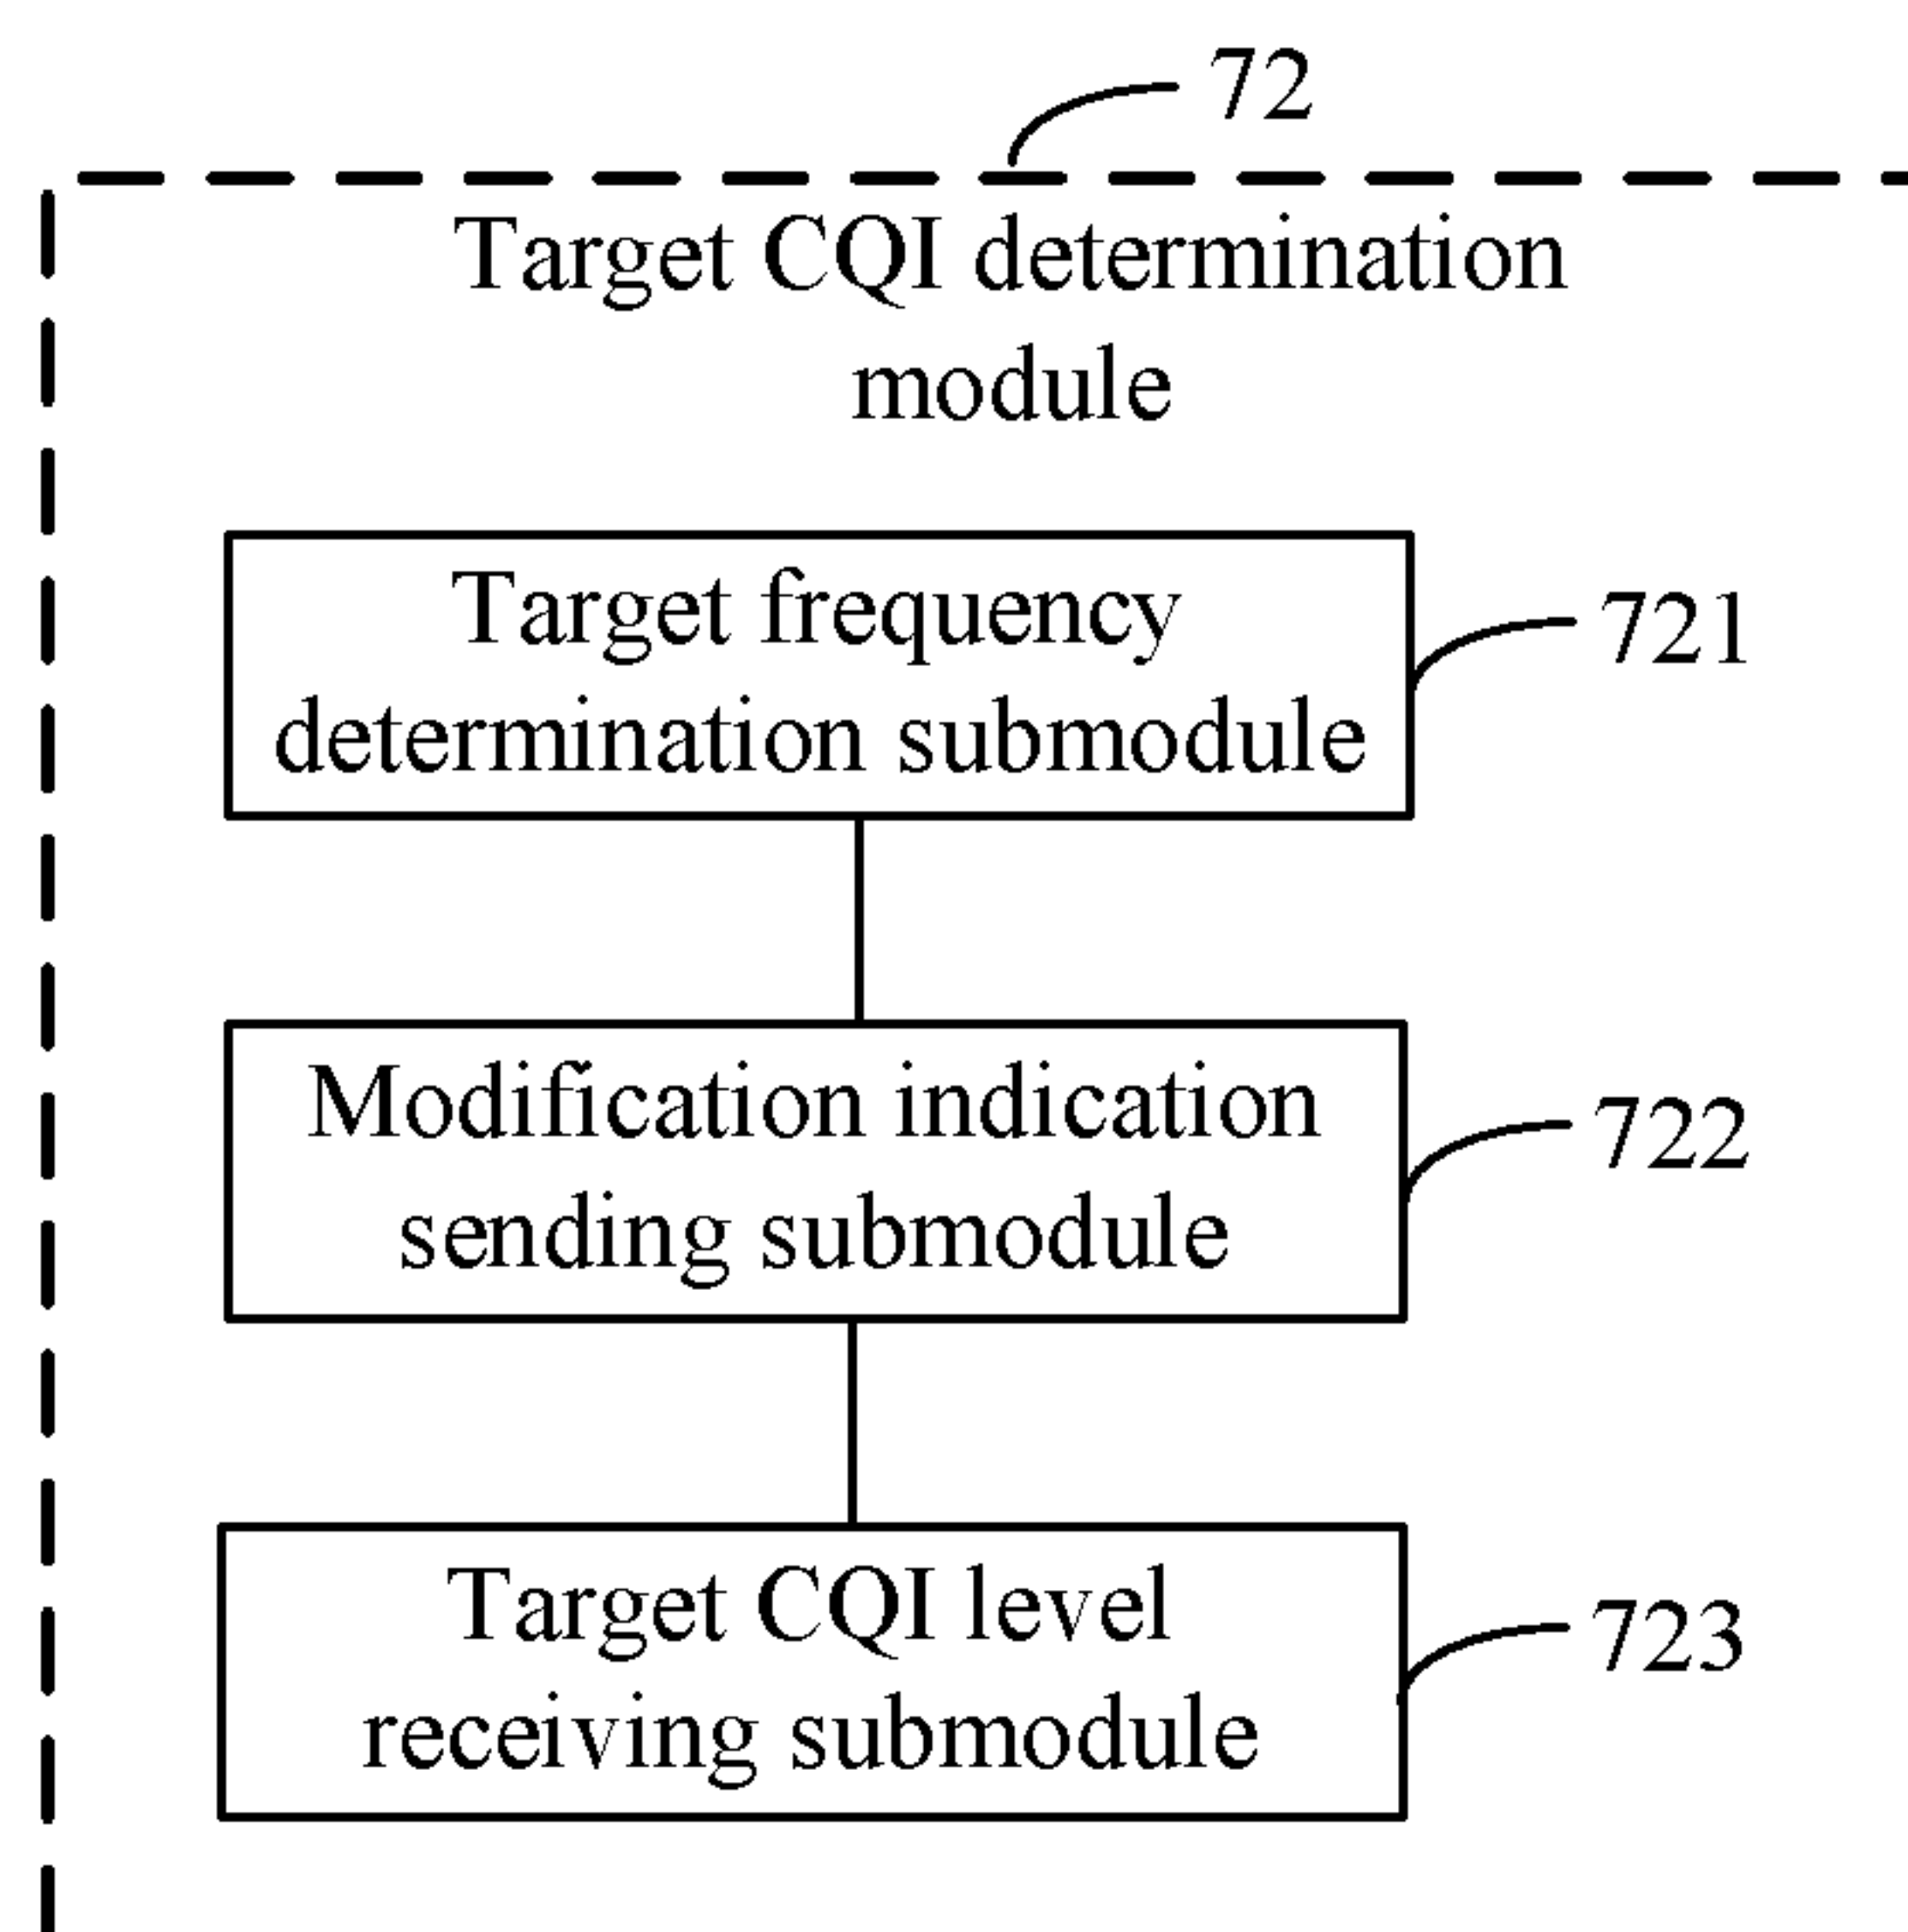 72
Target CQI determination
module
Target frequency
determination submodule
721
Modification indication
sending submodule
722
Target CQI level
receiving submodule
723